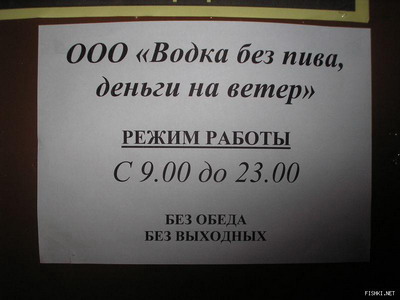 ООО «Водка без пива,
деньги на ветер»
РЕЖИМ РАБОТЫ
С 9.00 до 23.00
БЕЗ ОБЕДА
БЕЗ ВЫХОДНЫХ
FISHKI.NET